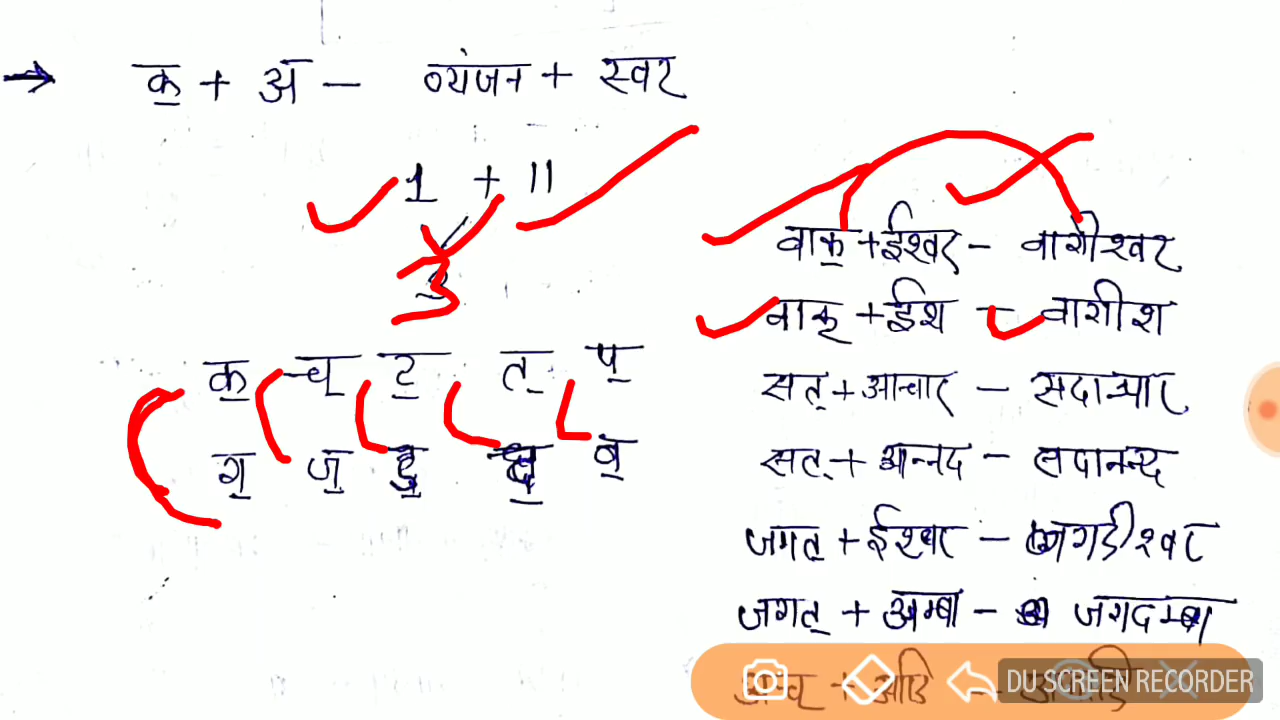 → क् + अ – व्यंजन + स्वर
1 + 11
3
क् च् ट् त् प्
ग् ज् ड् द् ब्
वाक् + ईश्वर – वागीश्वर
वाक् + ईश – वागीश
सत् + आचार – सदाचार
सत् + आनन्द – सदानन्द
जगत् + ईश्वर – जगदीश्वर
जगत् + अम्बा – जगदम्बा
DU SCREEN RECORDER